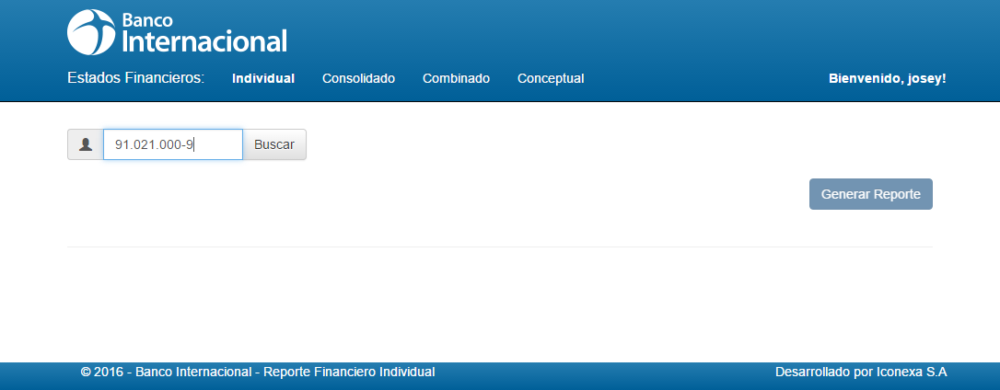 Banco
Internacional
Estados Financieros: Individual Consolidado Combinado Conceptual Bienvenido, josey!
91.021.000-9 Buscar
Generar Reporte
© 2016 - Banco Internacional - Reporte Financiero Individual Desarrollado por Iconexa S.A